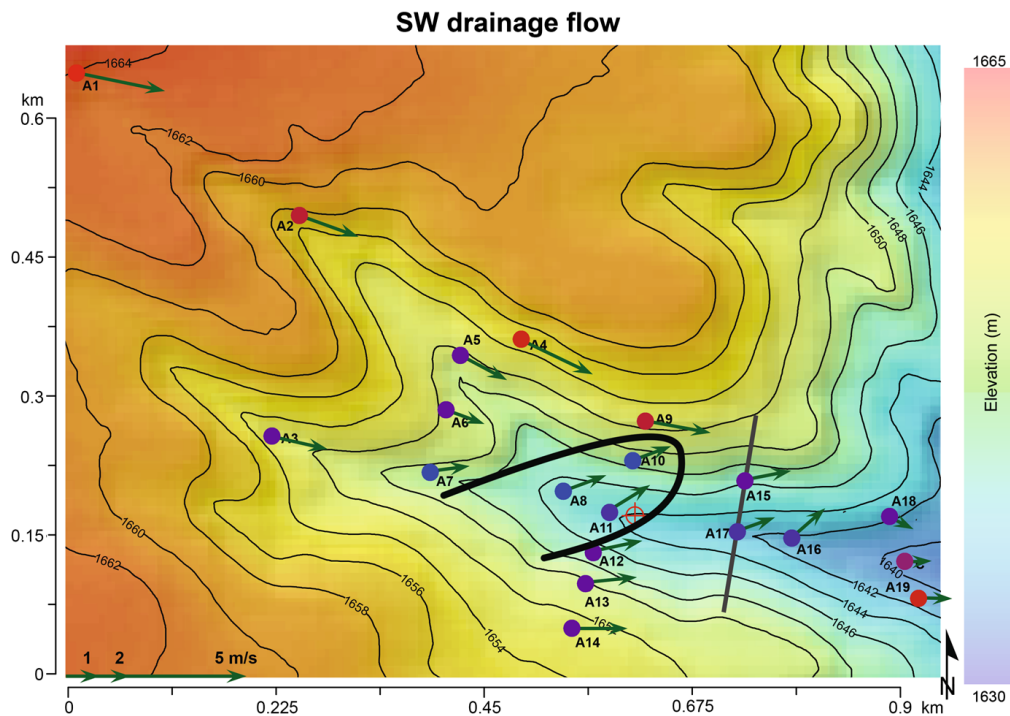 SW drainage flow
1665
1664
A1
km
0.6
1662
1660
1644
1646
1648
1650
A2
0.45
A5
A4
Elevation (m)
0.3
A9
A3
A6
A10
A7
A8
A15
A18
A11
A17
A16
0.15
1660
A12
1640
A19
1662
1656
A13
1642
1644
1658
1646
1654
A14
1 2 5 m/s
0
N
1630
0 0.225 0.45 0.675 0.9 km